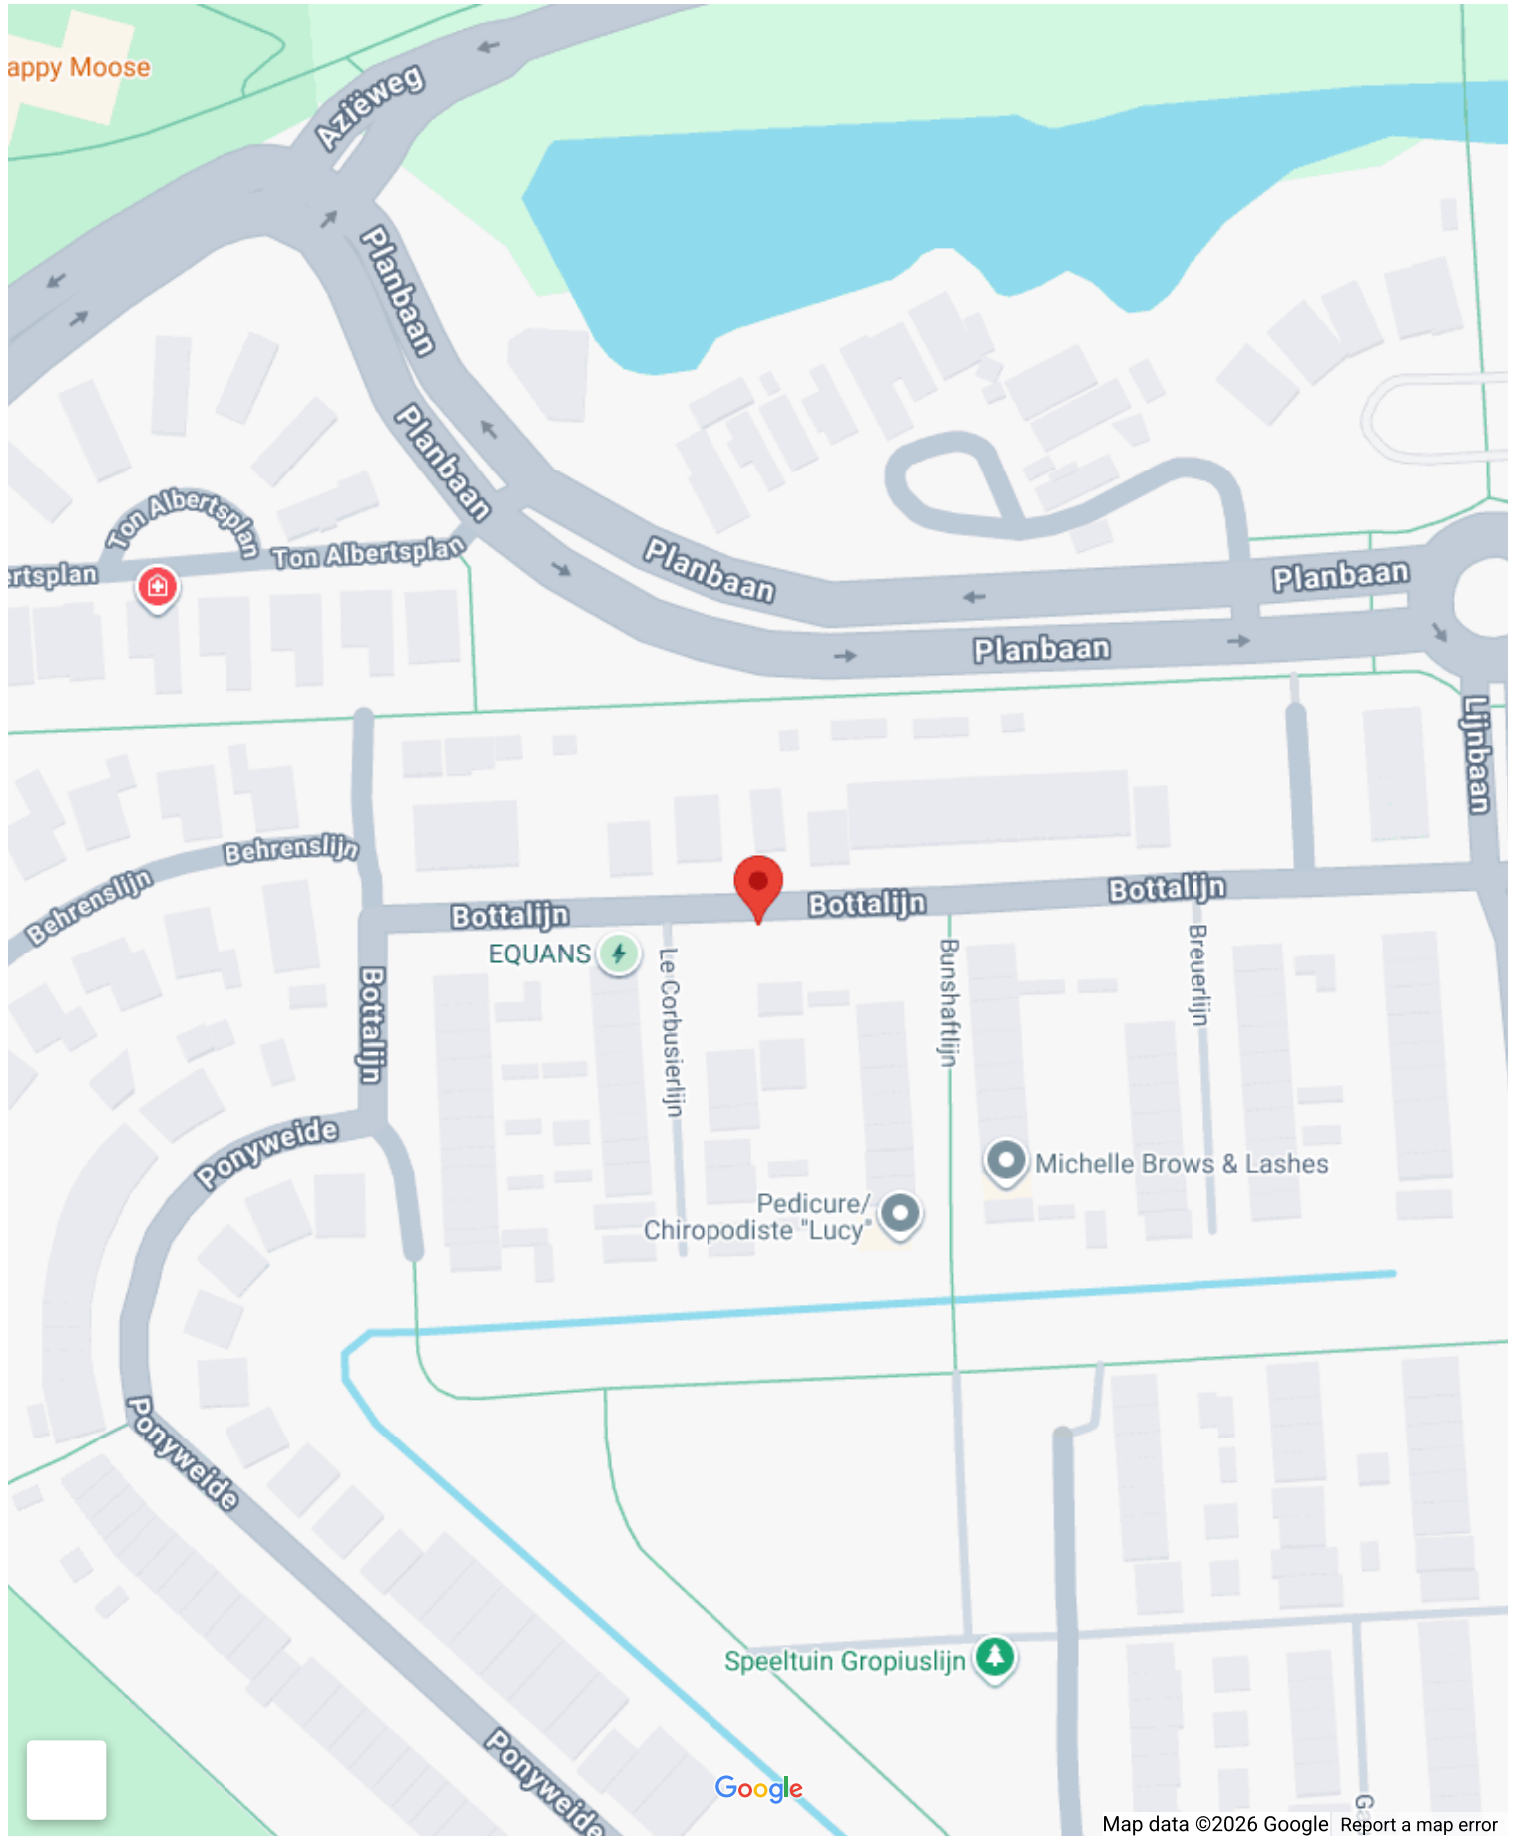 appy Moose
Aziëweg
Planbaan
Planbaan
Ton Albertsplan
Ton Albertsplan
ertsplan
Planbaan
Planbaan
Planbaan
Lijnbaan
Behrenslijn
Behrenslijn
Bottalijn
Bottalijn
Bottalijn
EQUANS
Le Corbusierlijn
Bunshaftlijn
Breuerlijn
Bottalijn
Ponyweide
Michelle Brows & Lashes
Pedicure/
Chiropodiste "Lucy"
Ponyweide
Speeltuin Gropiuslijn
Ponyweide
Google
Ga
Map data ©2026 Google
Report a map error